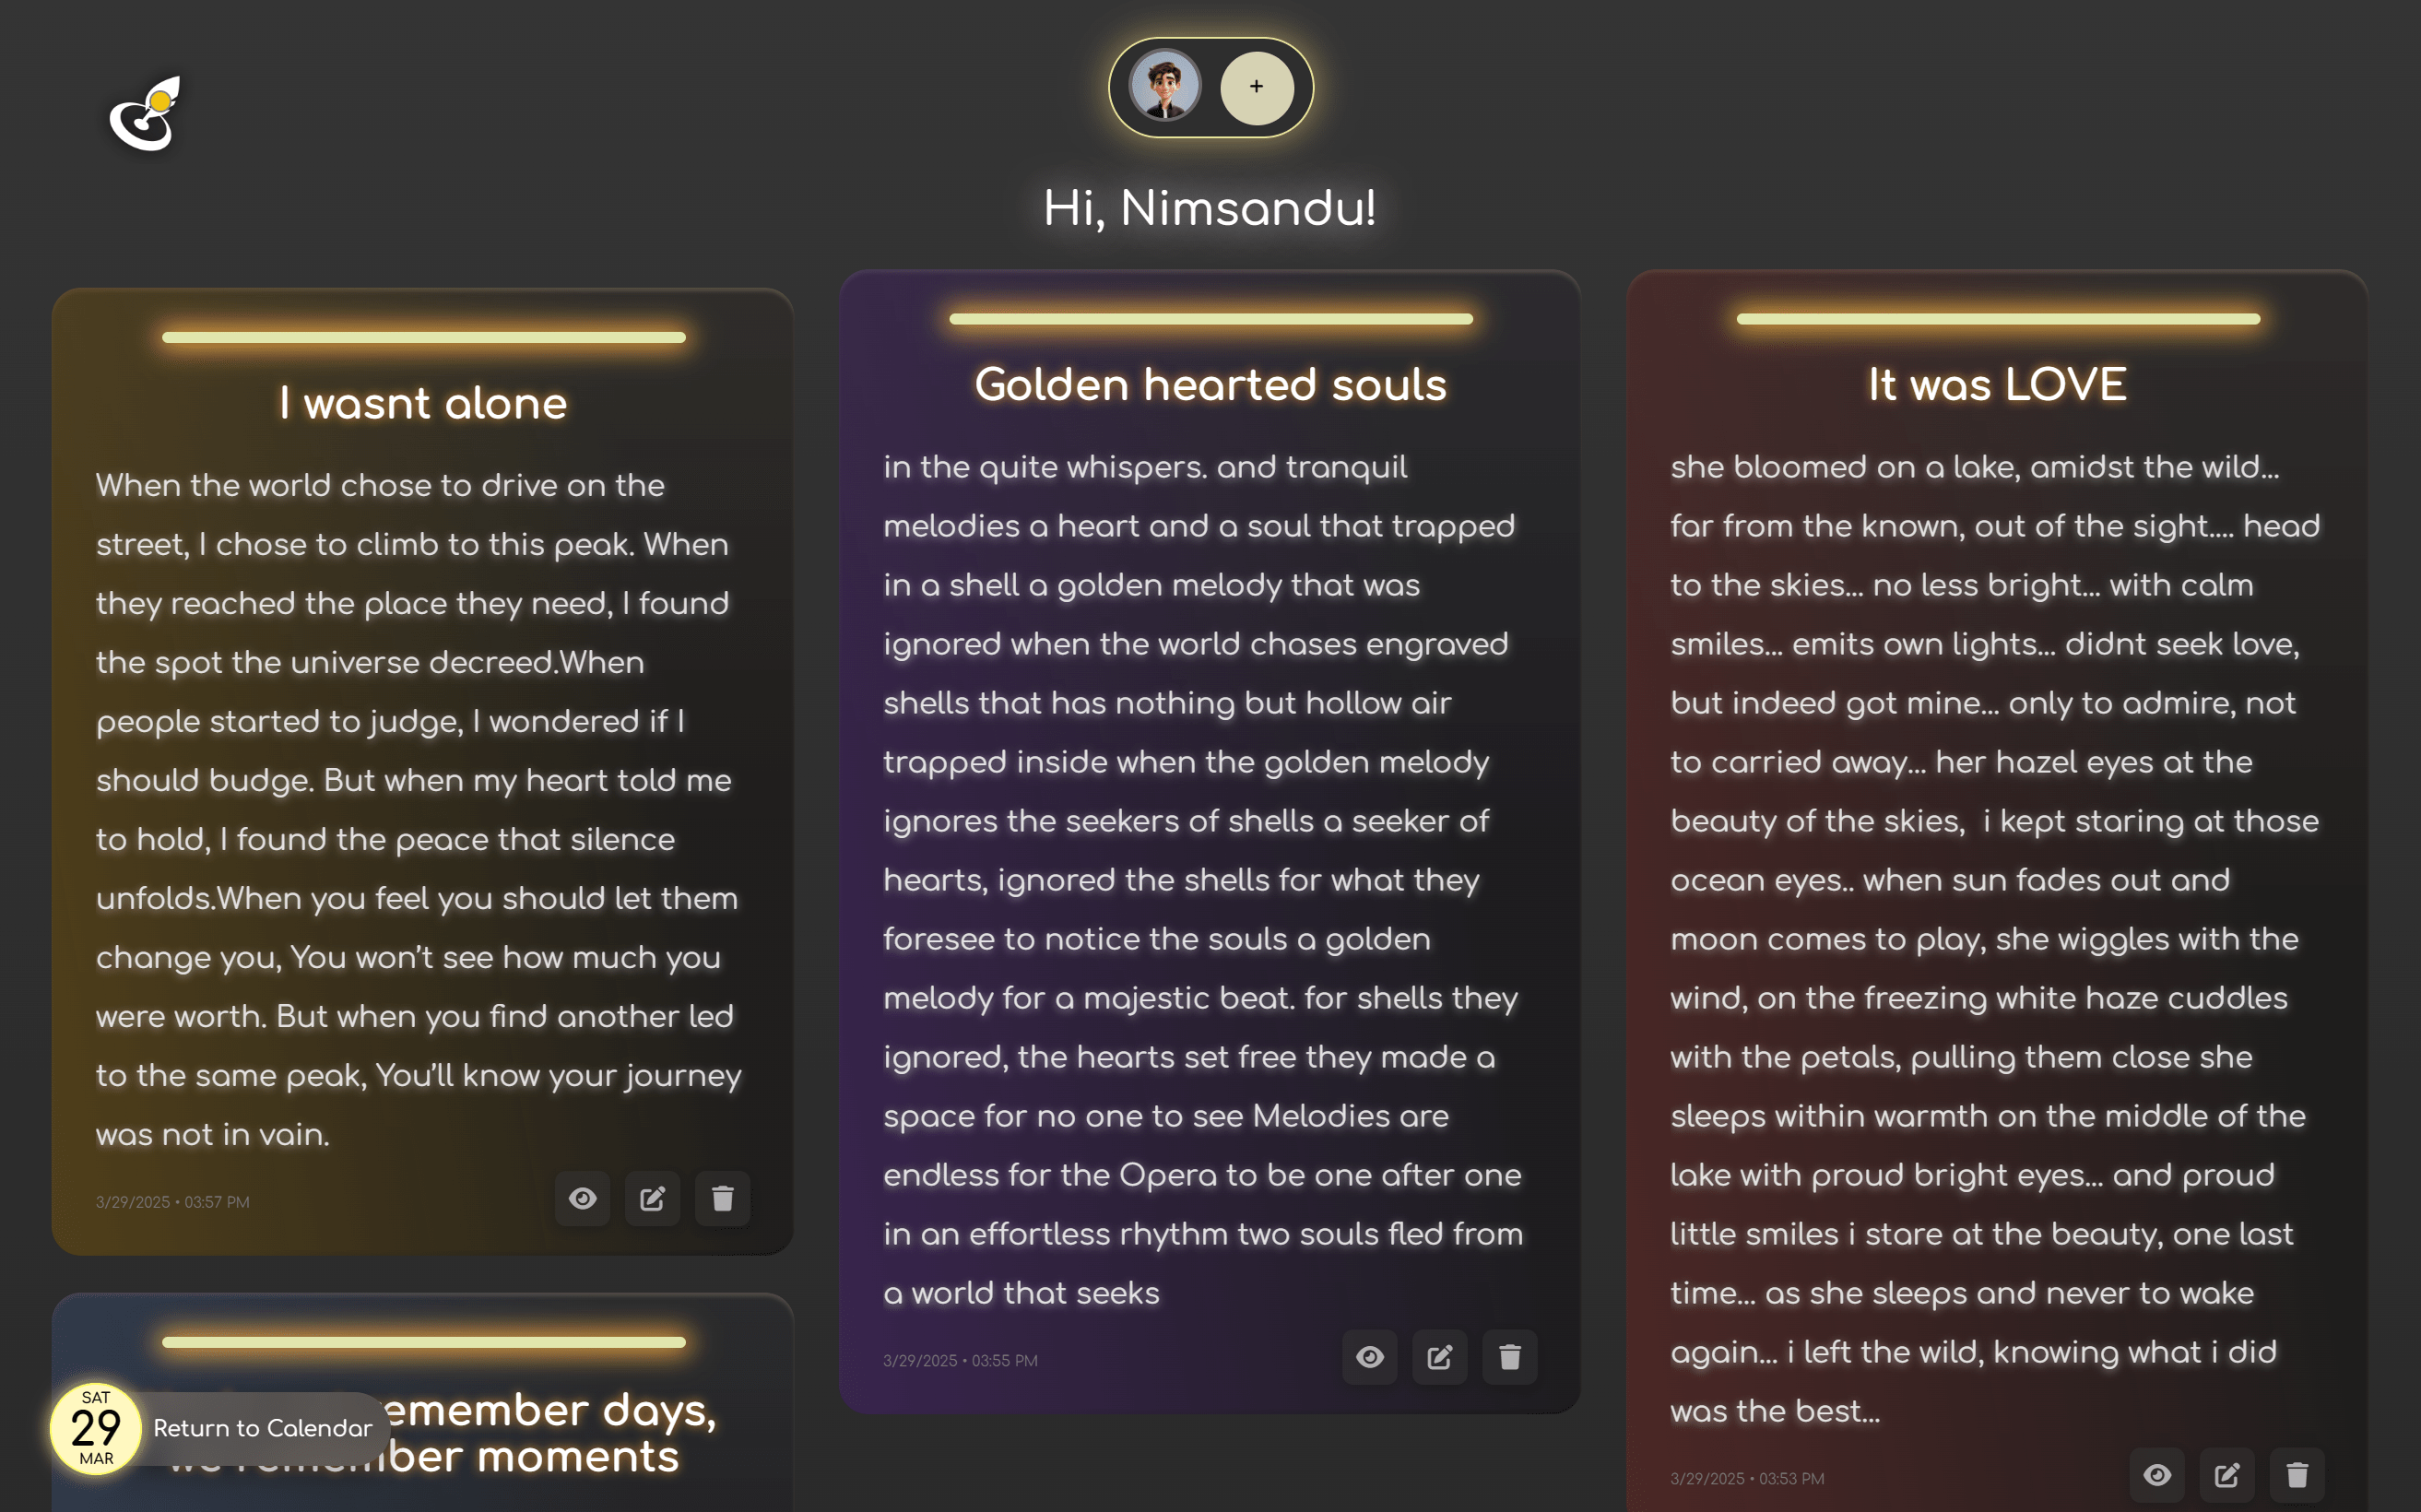 +
Hi, Nimsandu!
I wasnt alone
When the world chose to drive on the
street, I chose to climb to this peak. When
they reached the place they need, I found
the spot the universe decreed.When
people started to judge, I wondered if I
should budge. But when my heart told me
to hold, I found the peace that silence
unfolds.When you feel you should let them
change you, You won’t see how much you
were worth. But when you find another led
to the same peak, You’ll know your journey
was not in vain.
3/29/2025 • 03:57 PM
emember days,
ber moments
SAT
29
MAR
Return to Calendar
Golden hearted souls
in the quite whispers. and tranquil
melodies a heart and a soul that trapped
in a shell a golden melody that was
ignored when the world chases engraved
shells that has nothing but hollow air
trapped inside when the golden melody
ignores the seekers of shells a seeker of
hearts, ignored the shells for what they
foresee to notice the souls a golden
melody for a majestic beat. for shells they
ignored, the hearts set free they made a
space for no one to see Melodies are
endless for the Opera to be one after one
in an effortless rhythm two souls fled from
a world that seeks
3/29/2025 • 03:55 PM
It was LOVE
she bloomed on a lake, amidst the wild...
far from the known, out of the sight.... head
to the skies... no less bright... with calm
smiles... emits own lights... didnt seek love,
but indeed got mine... only to admire, not
to carried away... her hazel eyes at the
beauty of the skies,  i kept staring at those
ocean eyes.. when sun fades out and
moon comes to play, she wiggles with the
wind, on the freezing white haze cuddles
with the petals, pulling them close she
sleeps within warmth on the middle of the
lake with proud bright eyes... and proud
little smiles i stare at the beauty, one last
time... as she sleeps and never to wake
again... i left the wild, knowing what i did
was the best...
3/29/2025 • 03:53 PM